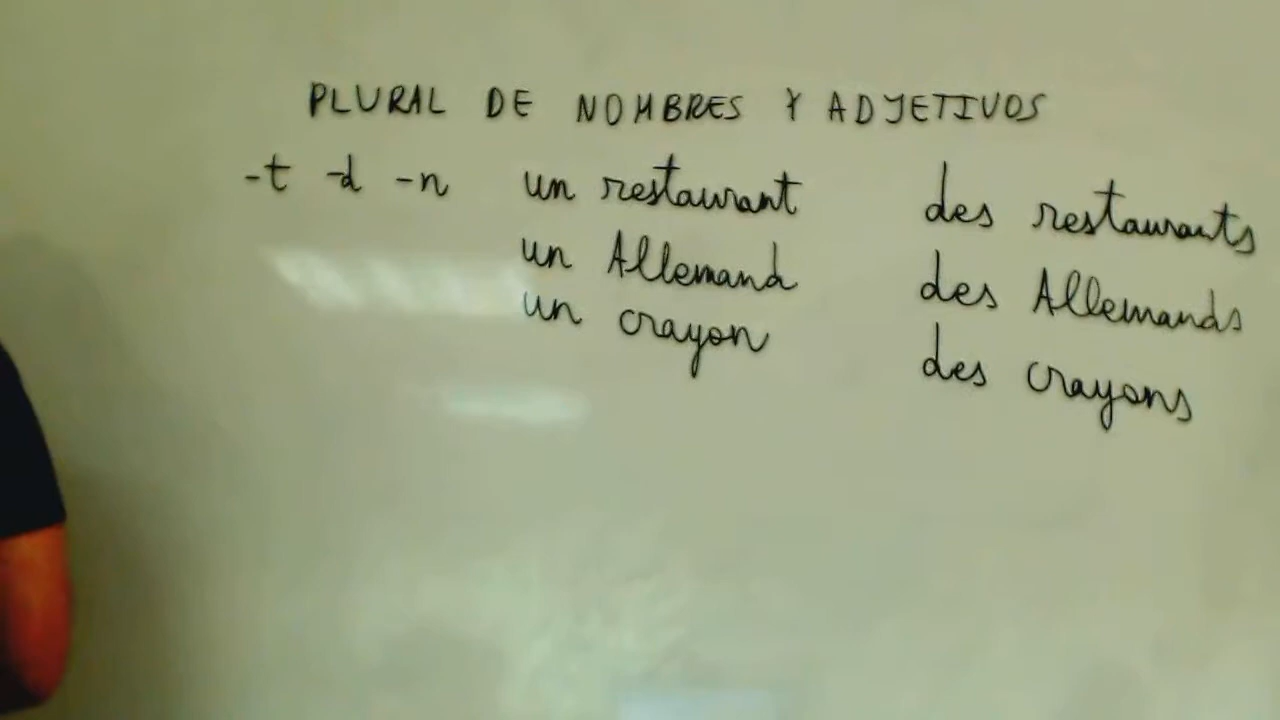 PLURAL DE NOMBRES Y ADJETIVOS
-t -d -n un restaurant des restaurants
un Allemand des Allemands
un crayon des crayons